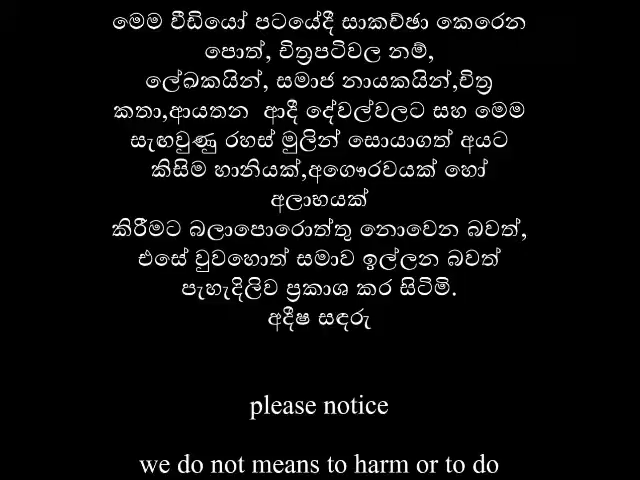 මෙම වීඩියෝ පටයේදී සාකච්ඡා කෙරෙන
පොත්, චිත්‍රපටිවල නම්,
ලේඛකයින්, සමාජ නායකයින්,චිත්‍ර
කතා,ආයතන ආදී දේවල්වලට සහ මෙම
සැඟවුණු රහස් මුලින් සොයාගත් අයට
කිසිම හානියක්,අගෞරවයක් හෝ
අලාභයක්
කිරීමට බලාපොරොත්තු නොවෙන බවත්,
එසේ වුවහොත් සමාව ඉල්ලන බවත්
පැහැදිලිව ප්‍රකාශ කර සිටිමි.
අදීෂ සඳරු
please notice
we do not means to harm or to do